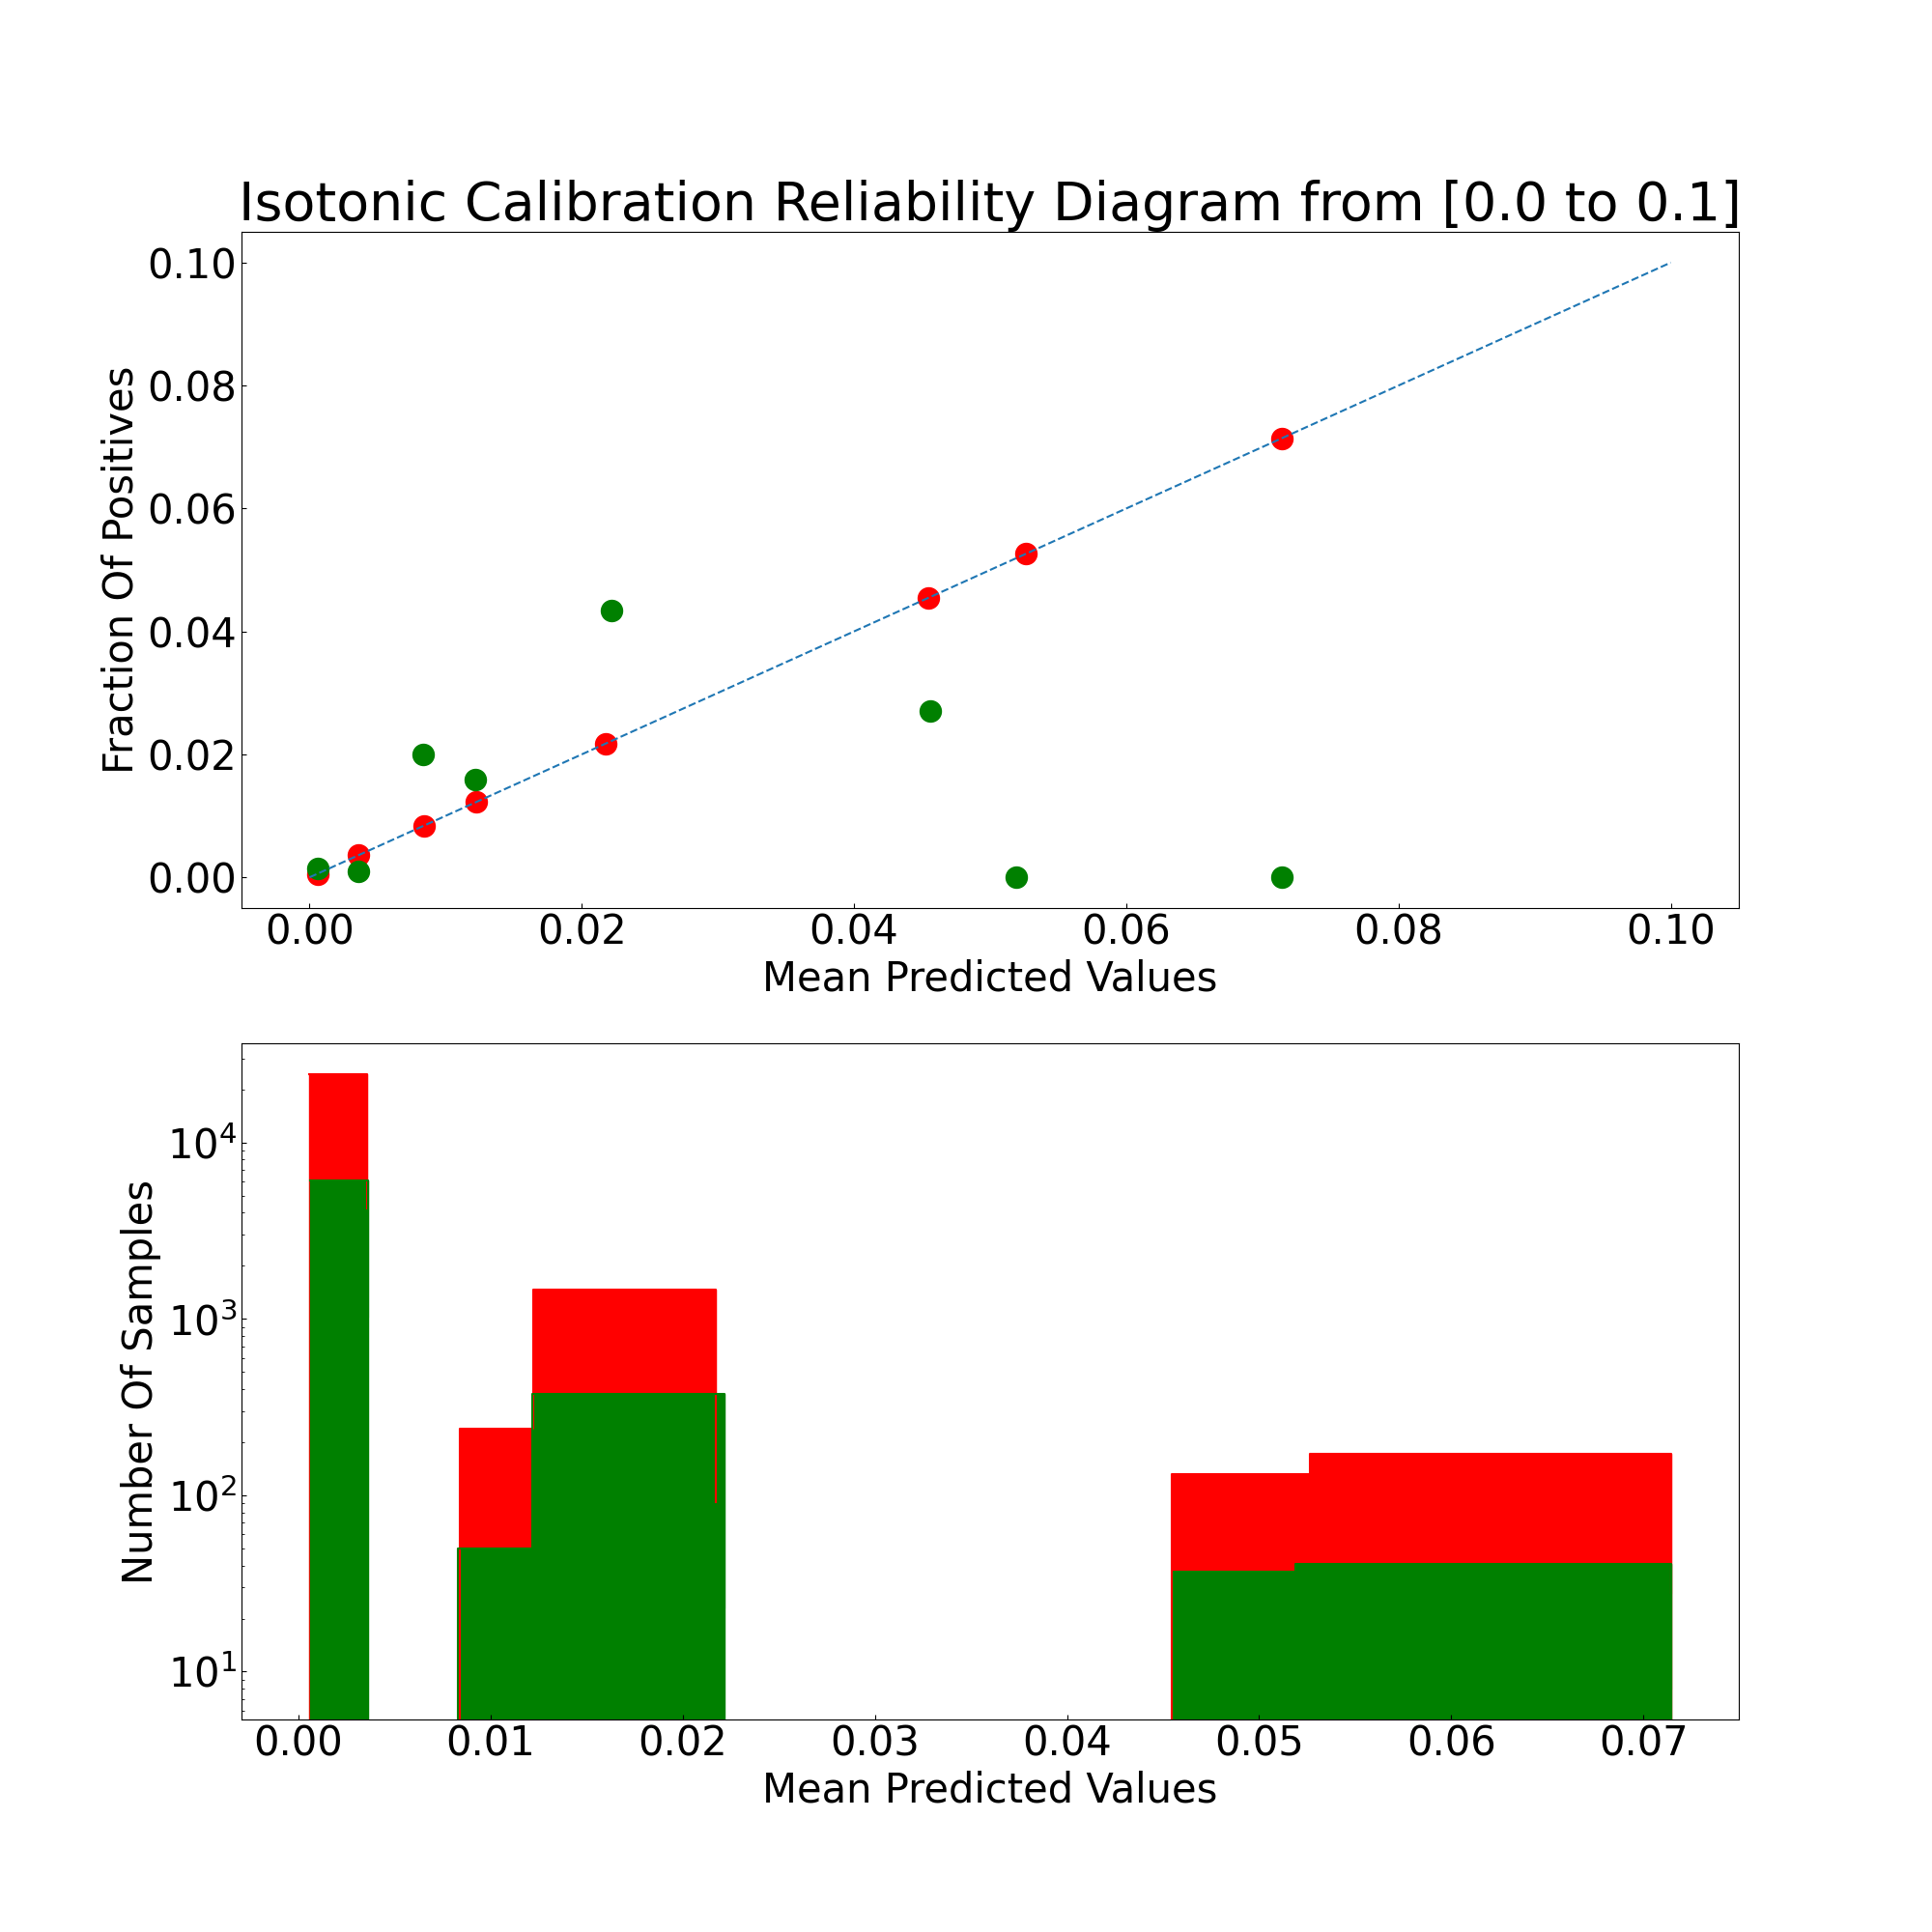 Isotonic Calibration Reliability Diagram from [0.0 to 0.1]
0.10
0.08
0.06
0.04
0.02
0.00
Fraction Of Positives
0.00 0.02 0.04 0.06 0.08 0.10
Mean Predicted Values
10⁴
10³
10²
10¹
Number Of Samples
0.00 0.01 0.02 0.03 0.04 0.05 0.06 0.07
Mean Predicted Values